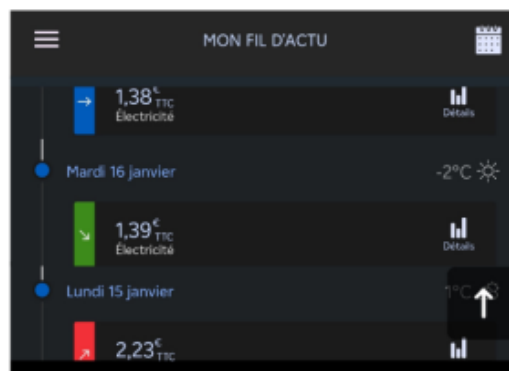 MON FIL D'ACTU
1,38€ TTC
Électricité
Détails
Mardi 16 janvier
-2°C
1,39€ TTC
Électricité
Détails
Lundi 15 janvier
1°C
2,23€ TTC